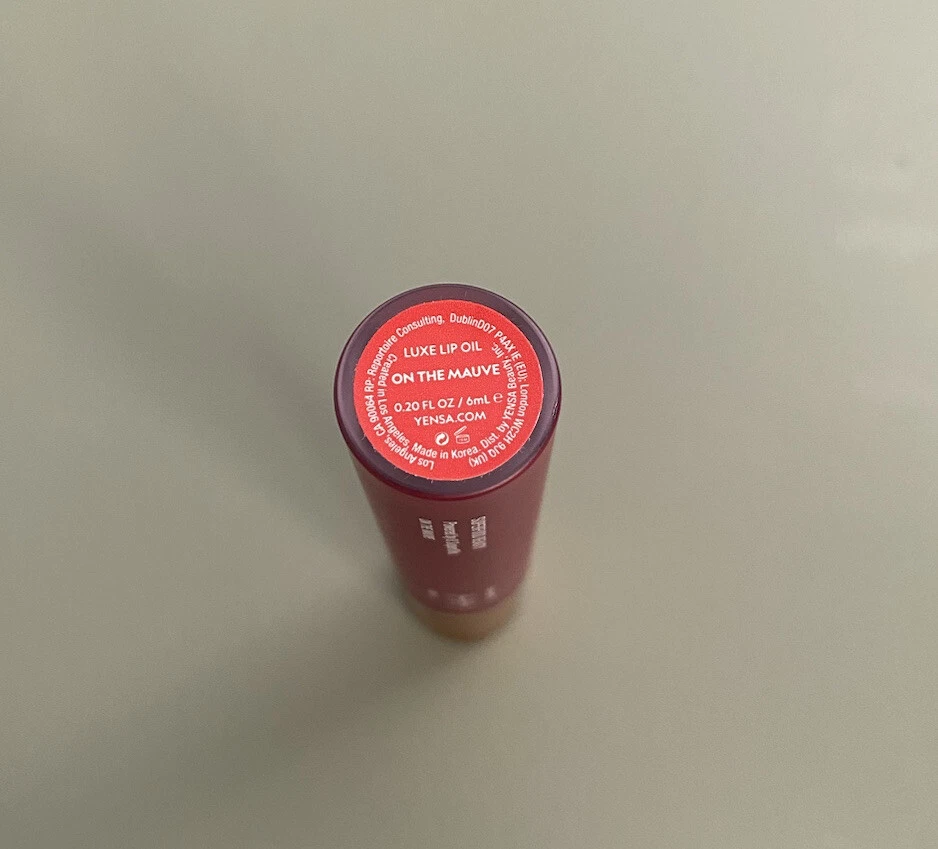 LUXE LIP OIL
ON THE MAUVE
0.20 FL OZ / 6mL ℮
YENSA.COM
Created in Los Angeles, Made in Korea. Dist. by YENSA Beauty, Inc.
Los Angeles, CA 90064 RP: Repertoire Consulting, DublinD07 P4AX IE (EU); London WC2H 9JQ (UK)